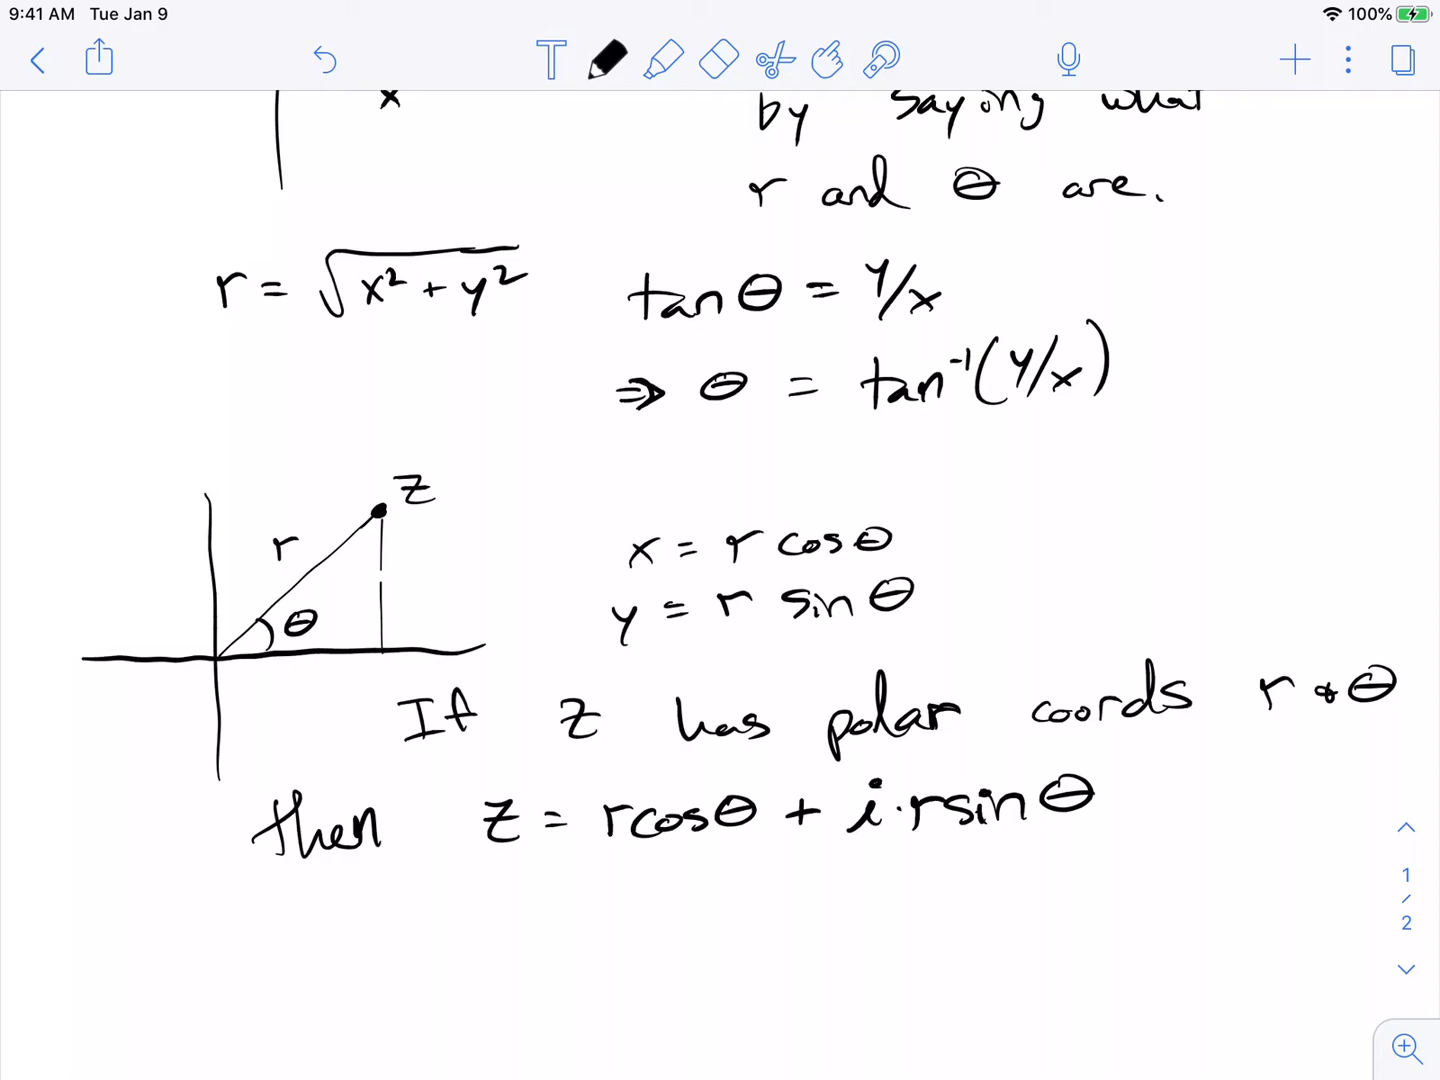 9:41 AM Tue Jan 9
100%
T
x
by saying what
r and θ are.
r = √(x² + y²)
tan θ = y/x
⇒ θ = tan⁻¹(y/x)
z
r
θ
x = r cos θ
y = r sin θ
If z has polar coords r & θ
then z = r cos θ + i · r sin θ
1
/
2